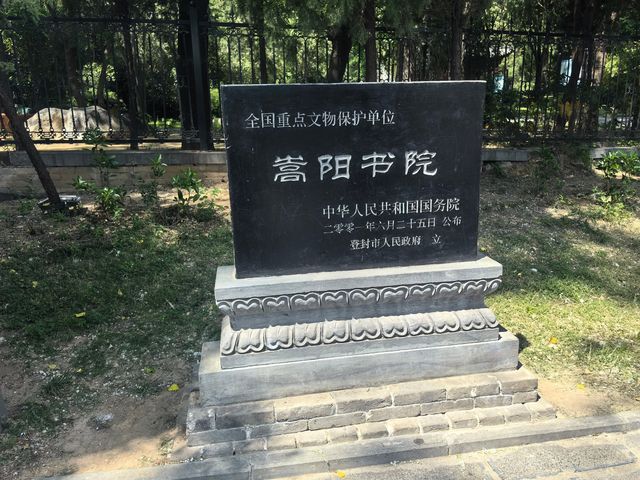 全国重点文物保护单位
嵩阳书院
中华人民共和国国务院
二零零一年六月二十五日 公布
登封市人民政府 立